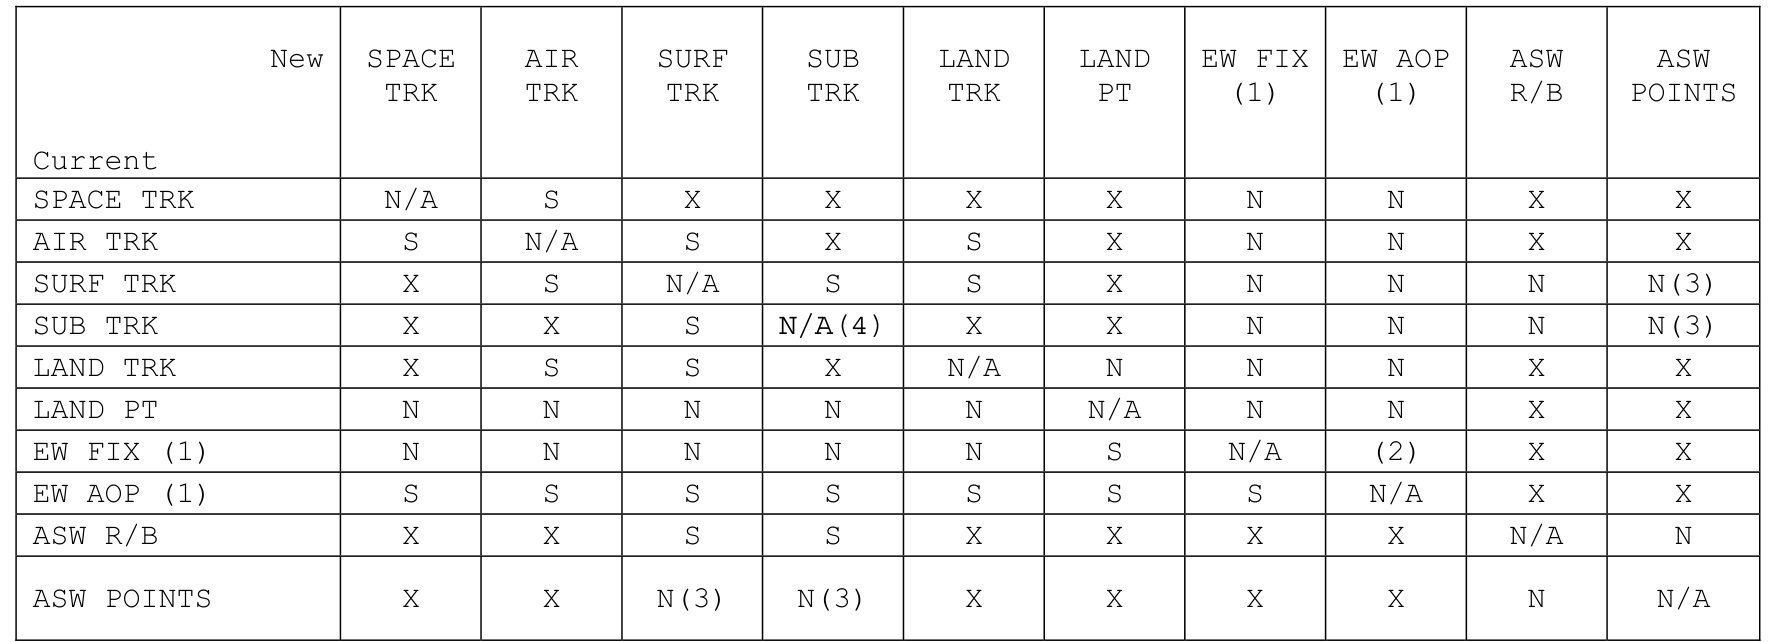 New SPACE AIR SURF SUB LAND LAND EW FIX EW AOP ASW ASW
TRK TRK TRK TRK TRK PT (1) (1) R/B POINTS
Current
SPACE TRK N/A S X X X X N N X X
AIR TRK S N/A S X S X N N X X
SURF TRK X S N/A S S X N N N N(3)
SUB TRK X X S N/A(4) X X N N N N(3)
LAND TRK X S S X N/A N N N X X
LAND PT N N N N N N/A N N X X
EW FIX (1) N N N N N S N/A (2) X X
EW AOP (1) S S S S S S S N/A X X
ASW R/B X X S S X X X X N/A N
ASW POINTS X X N(3) N(3) X X X X N N/A